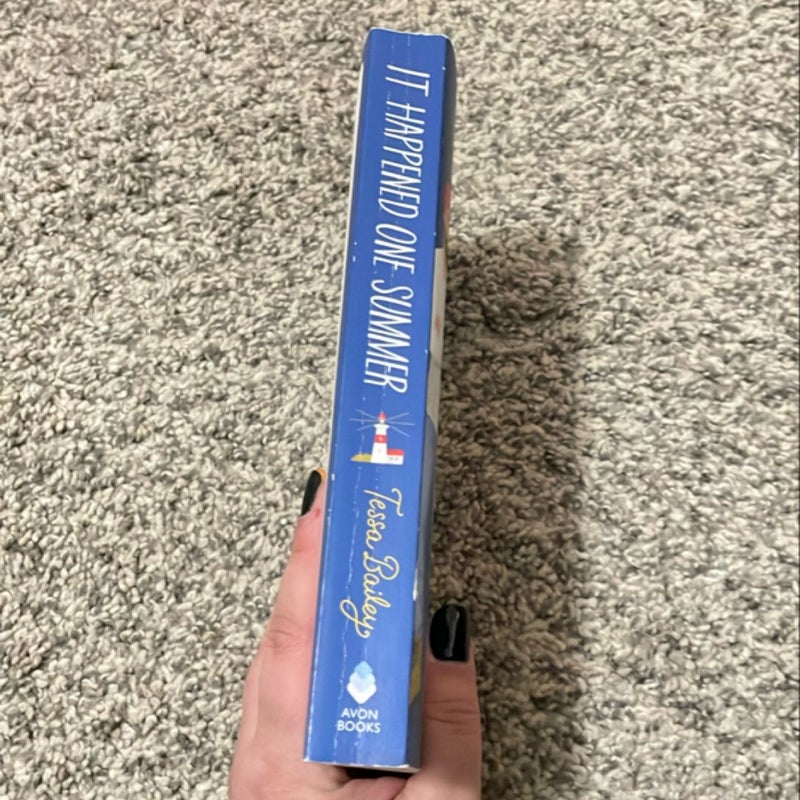 IT HAPPENED ONE SUMMER
Tessa Bailey
AVON
BOOKS